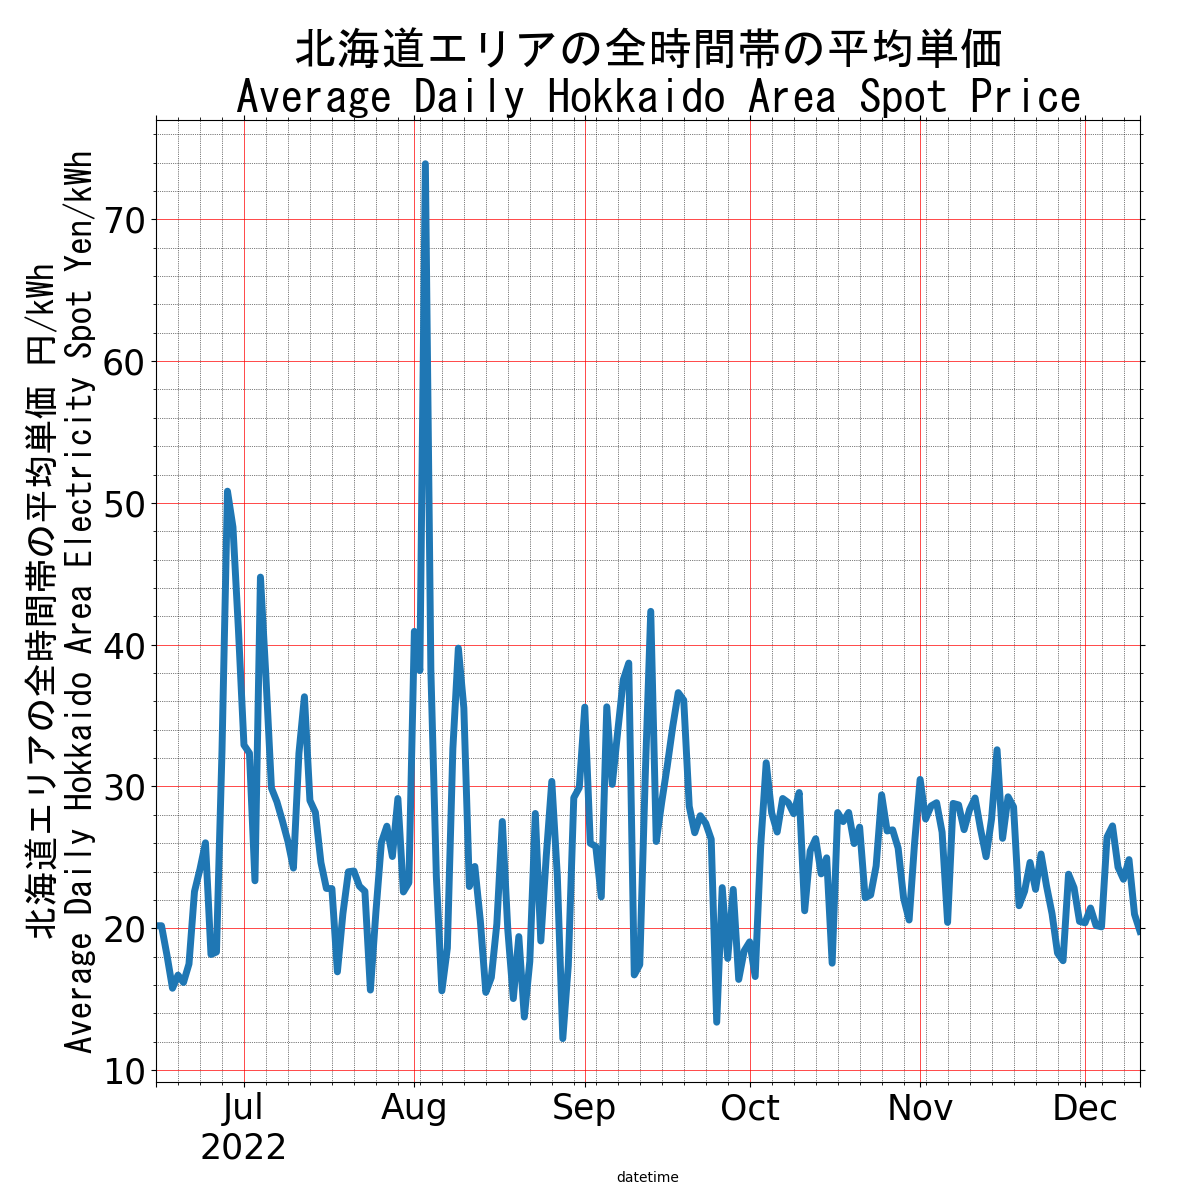 北海道エリアの全時間帯の平均単価
Average Daily Hokkaido Area Spot Price
北海道エリアの全時間帯の平均単価 円/kWh
Average Daily Hokkaido Area Electricity Spot Yen/kWh
70
60
50
40
30
20
10
Jul
2022
Aug
Sep
Oct
Nov
Dec
datetime